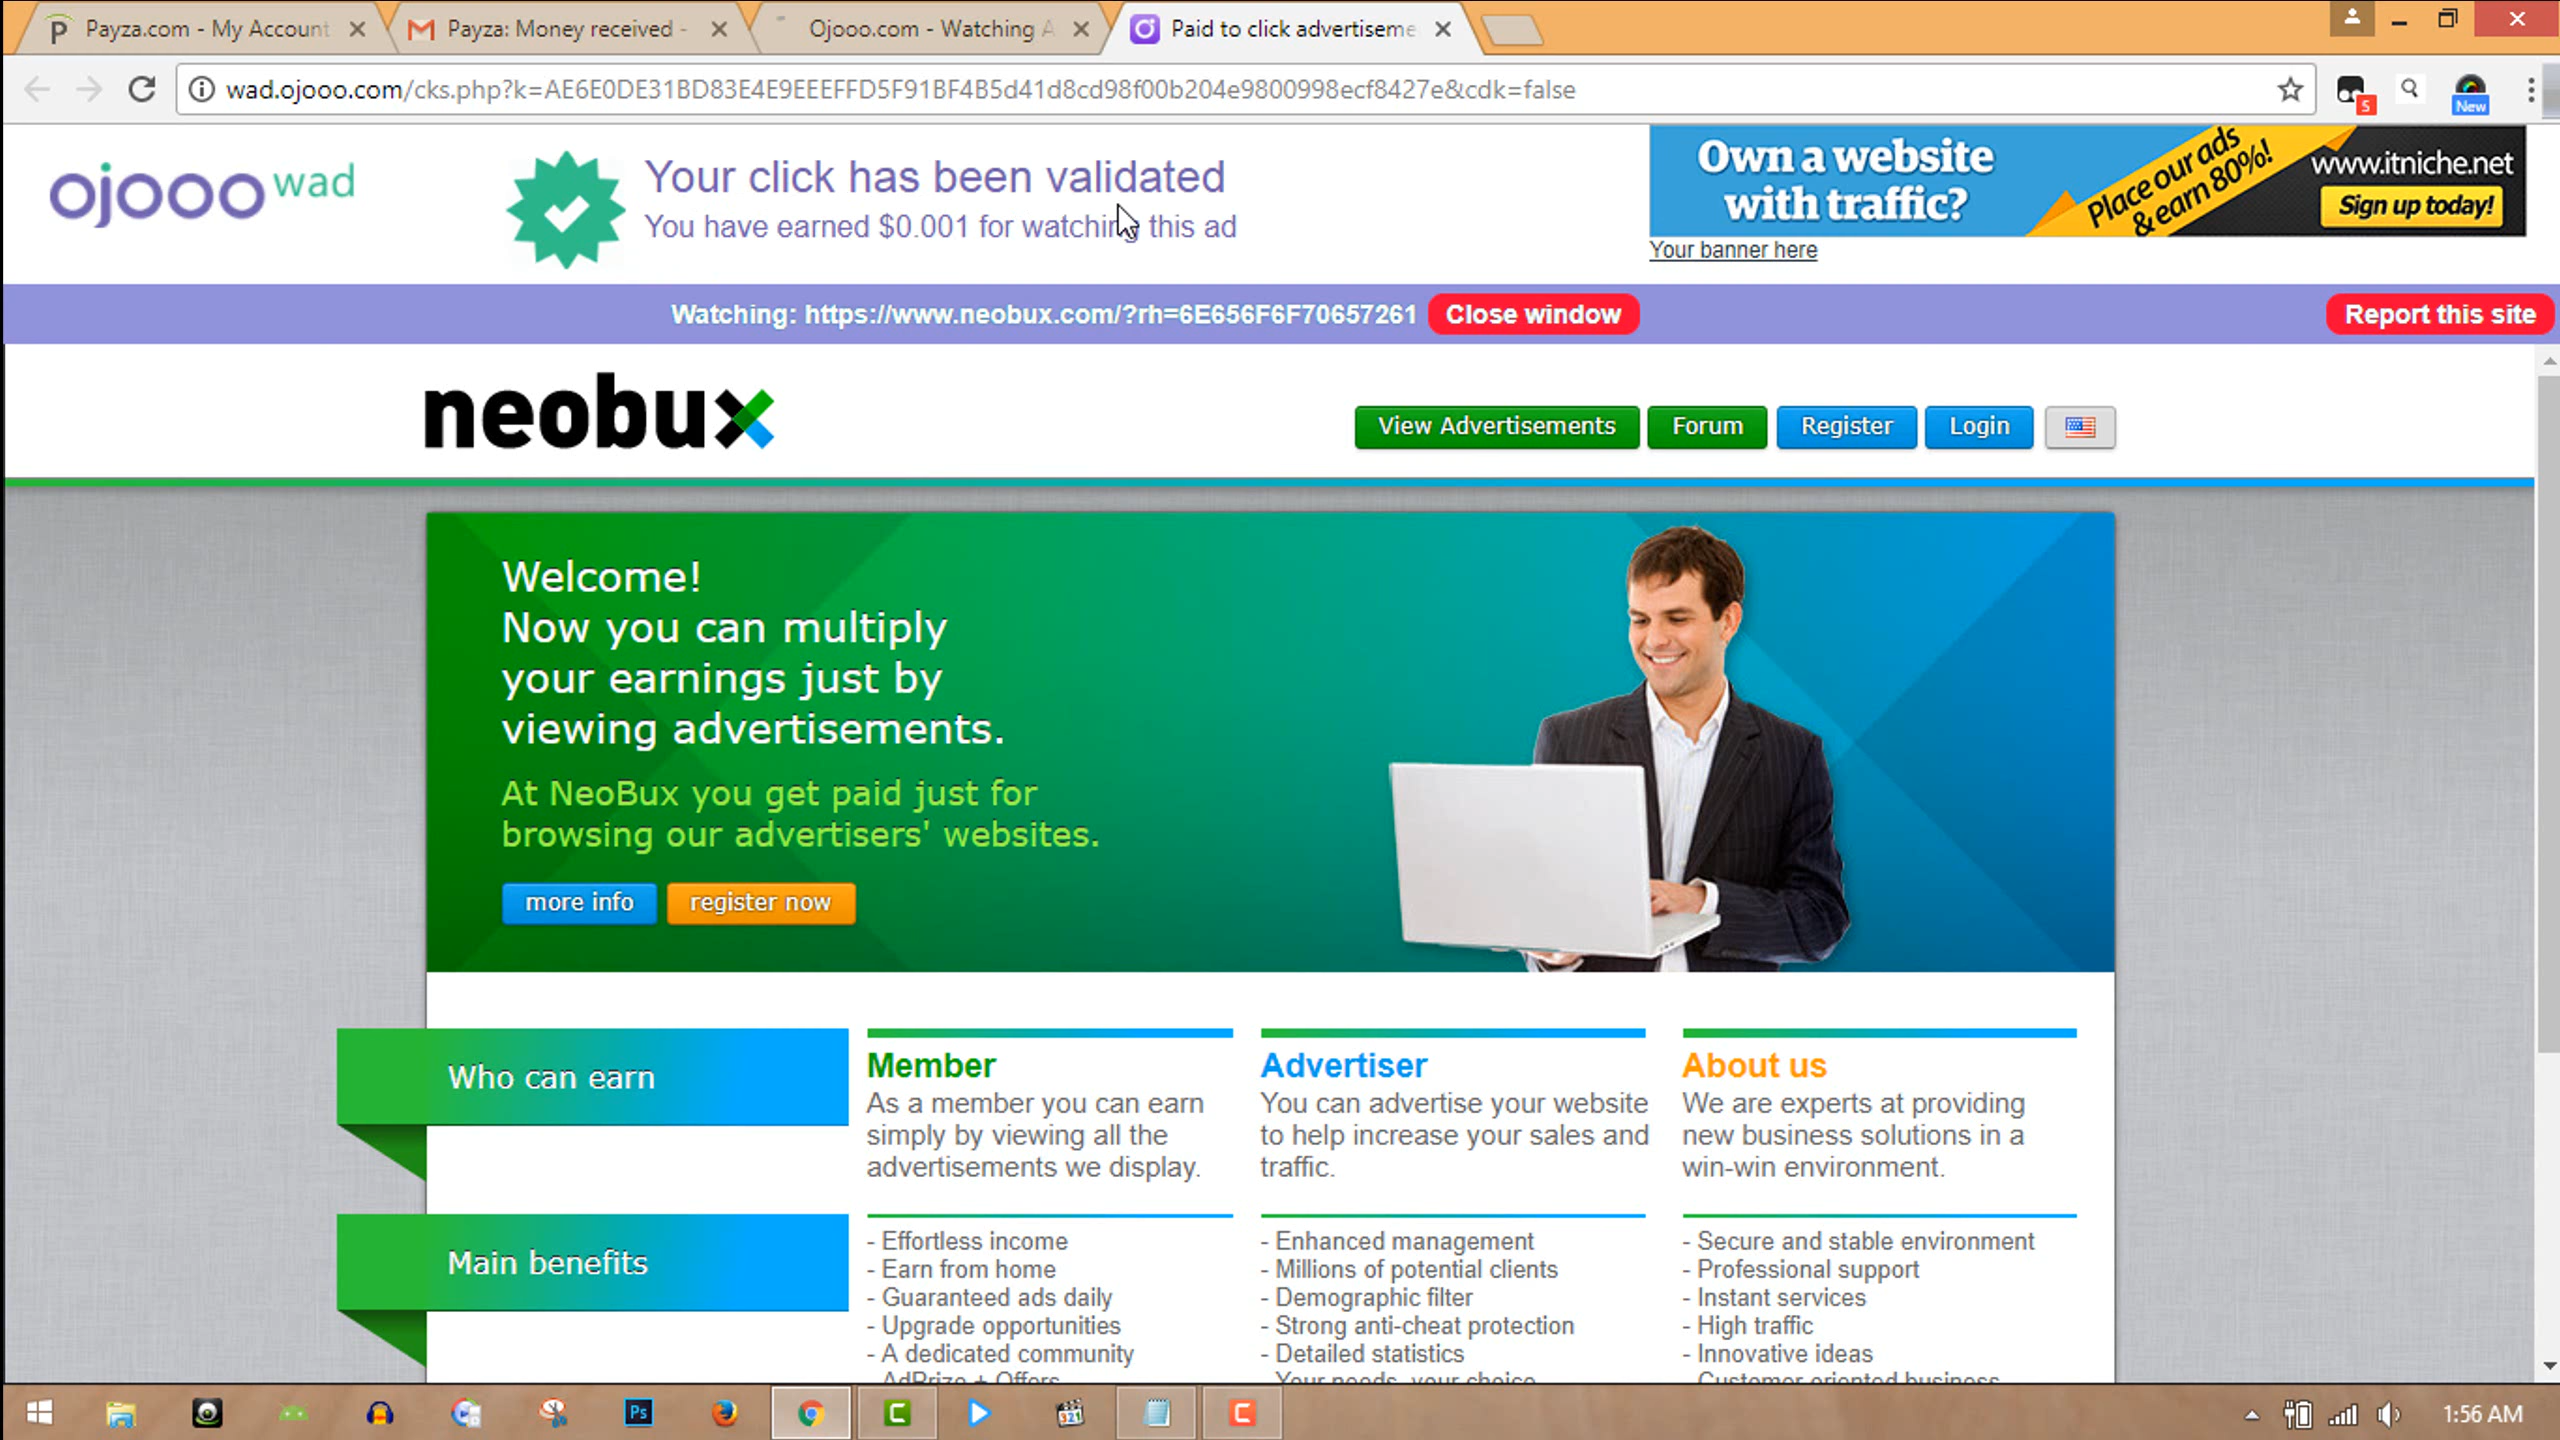 Payza.com - My Account
Payza: Money received -
Ojooo.com - Watching A
Paid to click advertiseme
wad.ojooo.com/cks.php?k=AE6E0DE31BD83E4E9EEEFFD5F91BF4B5d41d8cd98f00b204e9800998ecf8427e&cdk=false
5
New
ojooo wad
Your click has been validated
You have earned $0.001 for watching this ad
Own a website
with traffic?
Place our ads
& earn 80%!
www.itniche.net
Sign up today!
Your banner here
Watching: https://www.neobux.com/?rh=6E656F6F70657261
Close window
Report this site
neobux
View Advertisements
Forum
Register
Login
Welcome!
Now you can multiply
your earnings just by
viewing advertisements.
At NeoBux you get paid just for
browsing our advertisers' websites.
more info
register now
Who can earn
Member
As a member you can earn
simply by viewing all the
advertisements we display.
Advertiser
You can advertise your website
to help increase your sales and
traffic.
About us
We are experts at providing
new business solutions in a
win-win environment.
Main benefits
- Effortless income
- Earn from home
- Guaranteed ads daily
- Upgrade opportunities
- A dedicated community
- AdPrize + Offers
- Enhanced management
- Millions of potential clients
- Demographic filter
- Strong anti-cheat protection
- Detailed statistics
- Your needs, your choice
- Secure and stable environment
- Professional support
- Instant services
- High traffic
- Innovative ideas
- Customer oriented business
Ps
321
1:56 AM